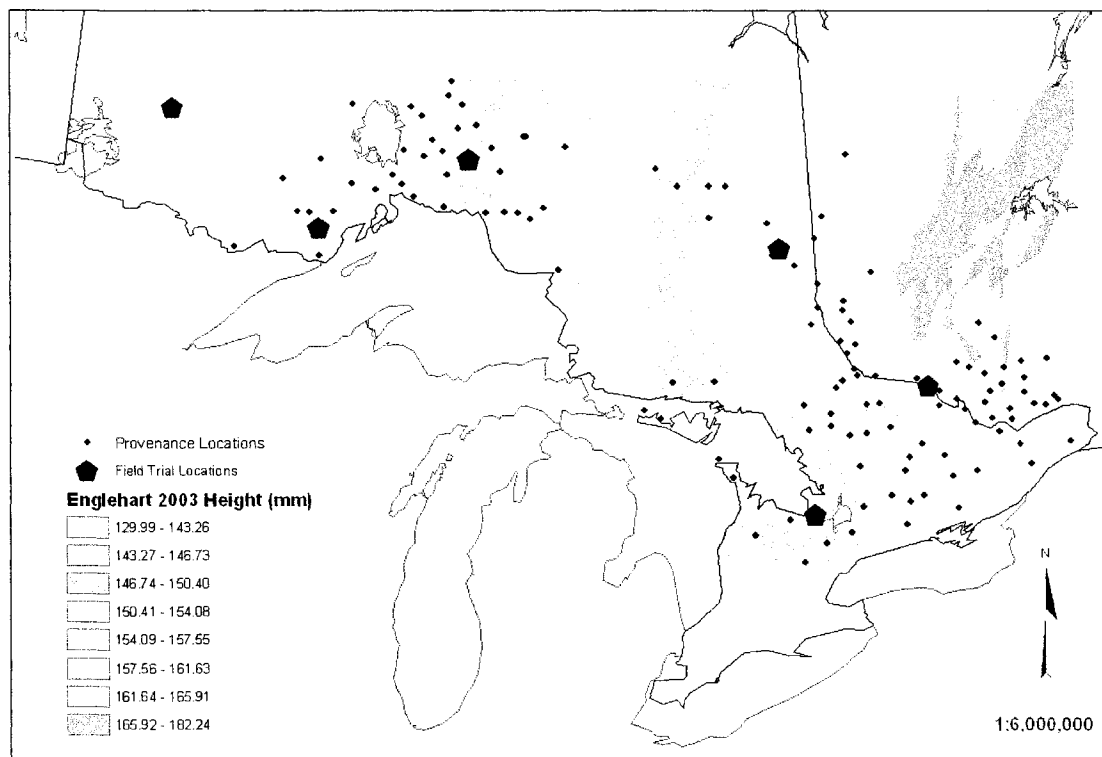 Provenance Locations
Field Trial Locations
Englehart 2003 Height (mm)
129.99 - 143.26
143.27 - 146.73
146.74 - 150.40
150.41 - 154.08
154.09 - 157.55
157.56 - 161.63
161.64 - 165.91
165.92 - 182.24
N
1:6,000,000